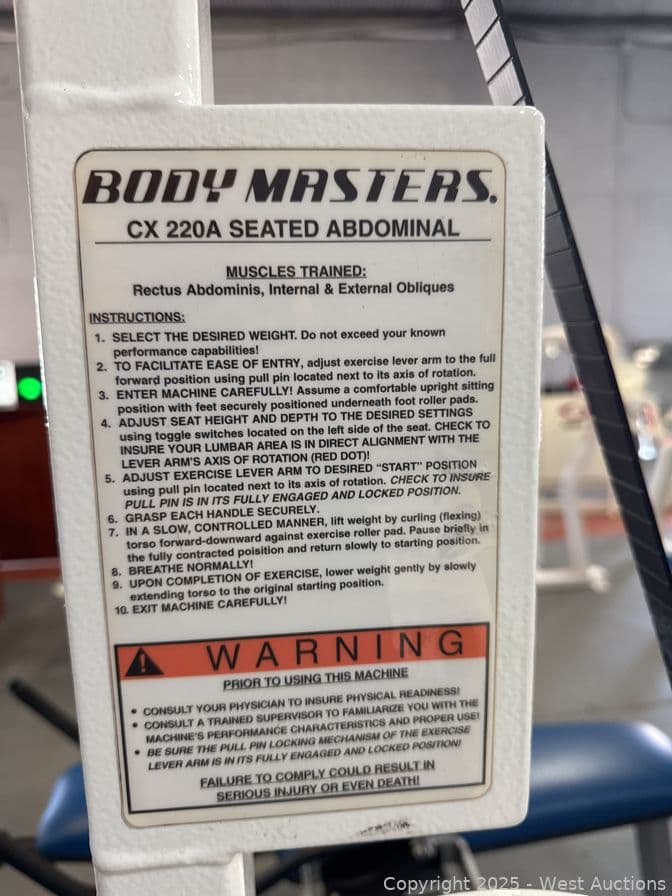 BODY MASTERS.
CX 220A SEATED ABDOMINAL
MUSCLES TRAINED:
Rectus Abdominis, Internal & External Obliques
INSTRUCTIONS:
1. SELECT THE DESIRED WEIGHT. Do not exceed your known
performance capabilities!
2. TO FACILITATE EASE OF ENTRY, adjust exercise lever arm to the full
forward position using pull pin located next to its axis of rotation.
3. ENTER MACHINE CAREFULLY! Assume a comfortable upright sitting
position with feet securely positioned underneath foot roller pads.
4. ADJUST SEAT HEIGHT AND DEPTH TO THE DESIRED SETTINGS
using toggle switches located on the left side of the seat. CHECK TO
INSURE YOUR LUMBAR AREA IS IN DIRECT ALIGNMENT WITH THE
LEVER ARM'S AXIS OF ROTATION (RED DOT)!
5. ADJUST EXERCISE LEVER ARM TO DESIRED "START" POSITION
using pull pin located next to its axis of rotation. CHECK TO INSURE
PULL PIN IS IN ITS FULLY ENGAGED AND LOCKED POSITION.
6. GRASP EACH HANDLE SECURELY.
7. IN A SLOW, CONTROLLED MANNER, lift weight by curling (flexing)
torso forward-downward against exercise roller pad. Pause briefly in
the fully contracted poisition and return slowly to starting position.
8. BREATHE NORMALLY!
9. UPON COMPLETION OF EXERCISE, lower weight gently by slowly
extending torso to the original starting position.
10. EXIT MACHINE CAREFULLY!
WARNING
PRIOR TO USING THIS MACHINE
• CONSULT YOUR PHYSICIAN TO INSURE PHYSICAL READINESS!
• CONSULT A TRAINED SUPERVISOR TO FAMILIARIZE YOU WITH THE
MACHINE'S PERFORMANCE CHARACTERISTICS AND PROPER USE!
• BE SURE THE PULL PIN LOCKING MECHANISM OF THE EXERCISE
LEVER ARM IS IN ITS FULLY ENGAGED AND LOCKED POSITION!
FAILURE TO COMPLY COULD RESULT IN
SERIOUS INJURY OR EVEN DEATH!
Copyright 2025 - West Auctions